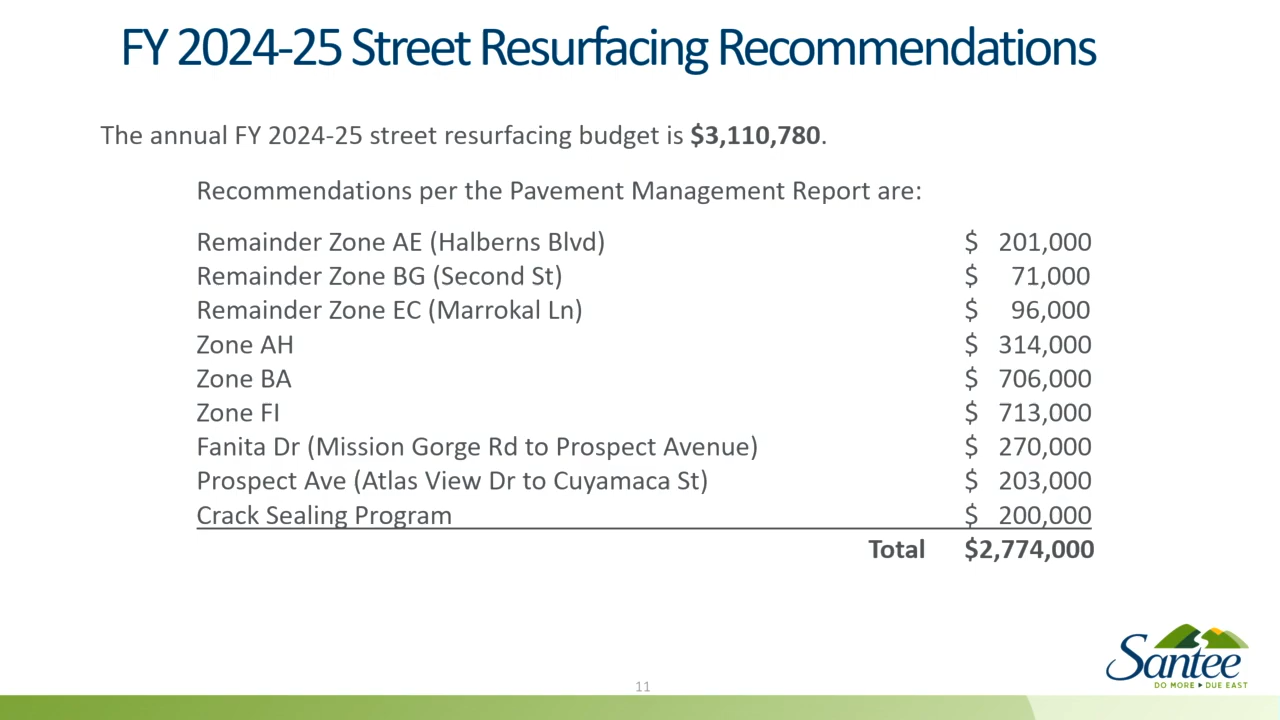 FY 2024-25 Street Resurfacing Recommendations
The annual FY 2024-25 street resurfacing budget is $3,110,780.
Recommendations per the Pavement Management Report are:
Remainder Zone AE (Halberns Blvd) $ 201,000
Remainder Zone BG (Second St) $ 71,000
Remainder Zone EC (Marrokal Ln) $ 96,000
Zone AH $ 314,000
Zone BA $ 706,000
Zone FI $ 713,000
Fanita Dr (Mission Gorge Rd to Prospect Avenue) $ 270,000
Prospect Ave (Atlas View Dr to Cuyamaca St) $ 203,000
Crack Sealing Program $ 200,000
Total $2,774,000
Santee
DO MORE ▸ DUE EAST
11